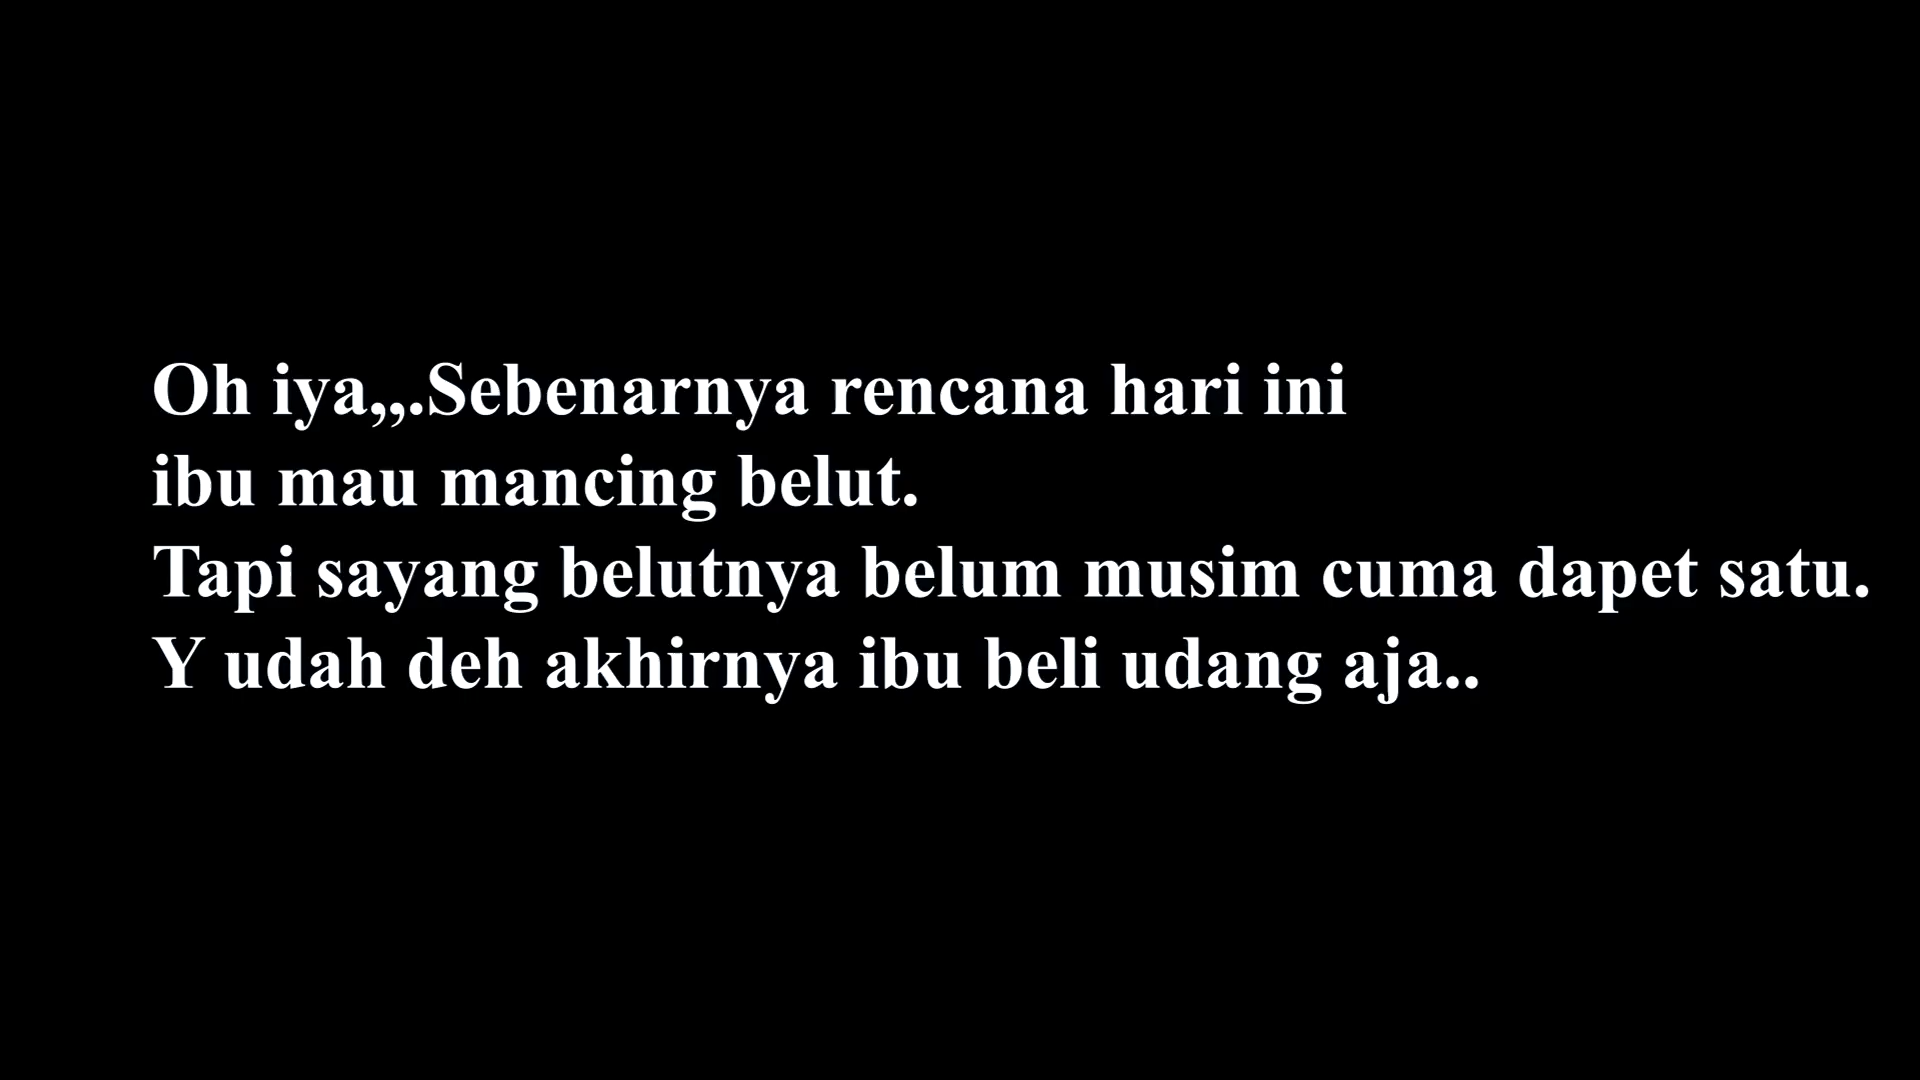 Oh iya,,.Sebenarnya rencana hari ini
ibu mau mancing belut.
Tapi sayang belutnya belum musim cuma dapet satu.
Y udah deh akhirnya ibu beli udang aja..